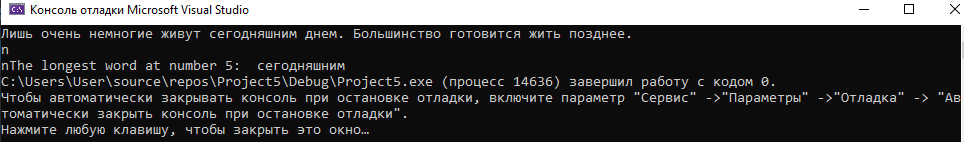 Консоль отладки Microsoft Visual Studio
Лишь очень немногие живут сегодняшним днем. Большинство готовится жить позднее.
n
nThe longest word at number 5:  сегодняшним
C:\Users\User\source\repos\Project5\Debug\Project5.exe (процесс 14636) завершил работу с кодом 0.
Чтобы автоматически закрывать консоль при остановке отладки, включите параметр "Сервис" ->"Параметры" ->"Отладка" -> "Ав
томатически закрыть консоль при остановке отладки".
Нажмите любую клавишу, чтобы закрыть это окно…